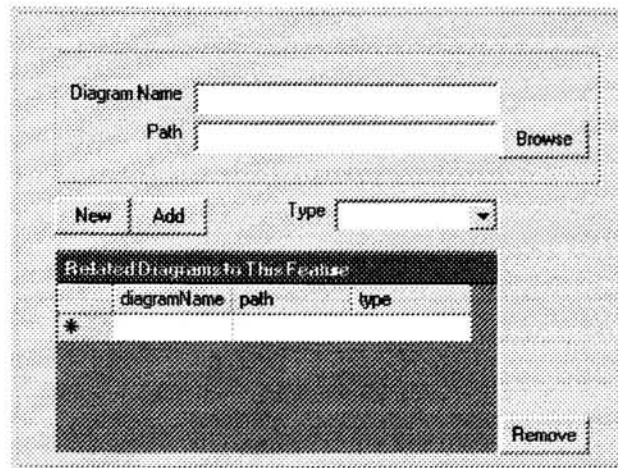 Diagram Name
Path
Browse
New Add Type
Related Diagrams to This Feature
diagramName path type
*
Remove